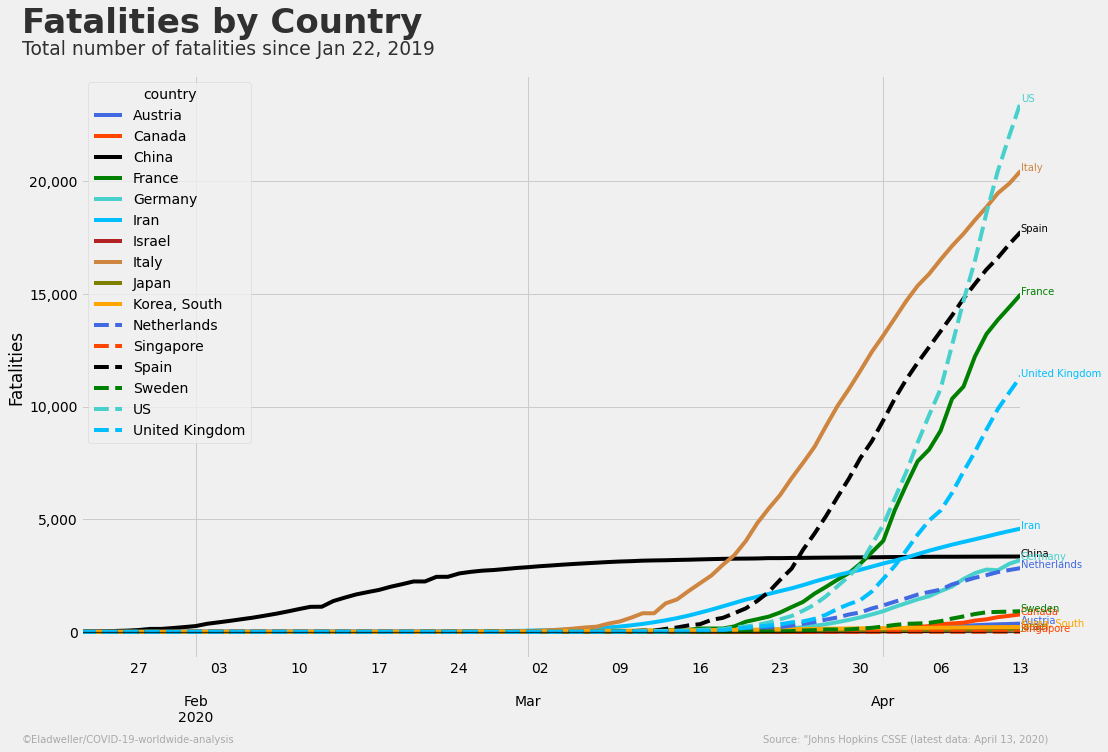 Fatalities by Country
Total number of fatalities since Jan 22, 2019
country
Austria
Canada
China
France
Germany
Iran
Israel
Italy
Japan
Korea, South
Netherlands
Singapore
Spain
Sweden
US
United Kingdom
Fatalities
20,000
15,000
10,000
5,000
0
US
Italy
Spain
France
United Kingdom
Iran
China
Germany
Netherlands
Sweden
Canada
Austria
South
Singapore
27 03 10 17 24 02 09 16 23 30 06 13
Feb Mar Apr
2020
©Eladweller/COVID-19-worldwide-analysis
Source: "Johns Hopkins CSSE (latest data: April 13, 2020)